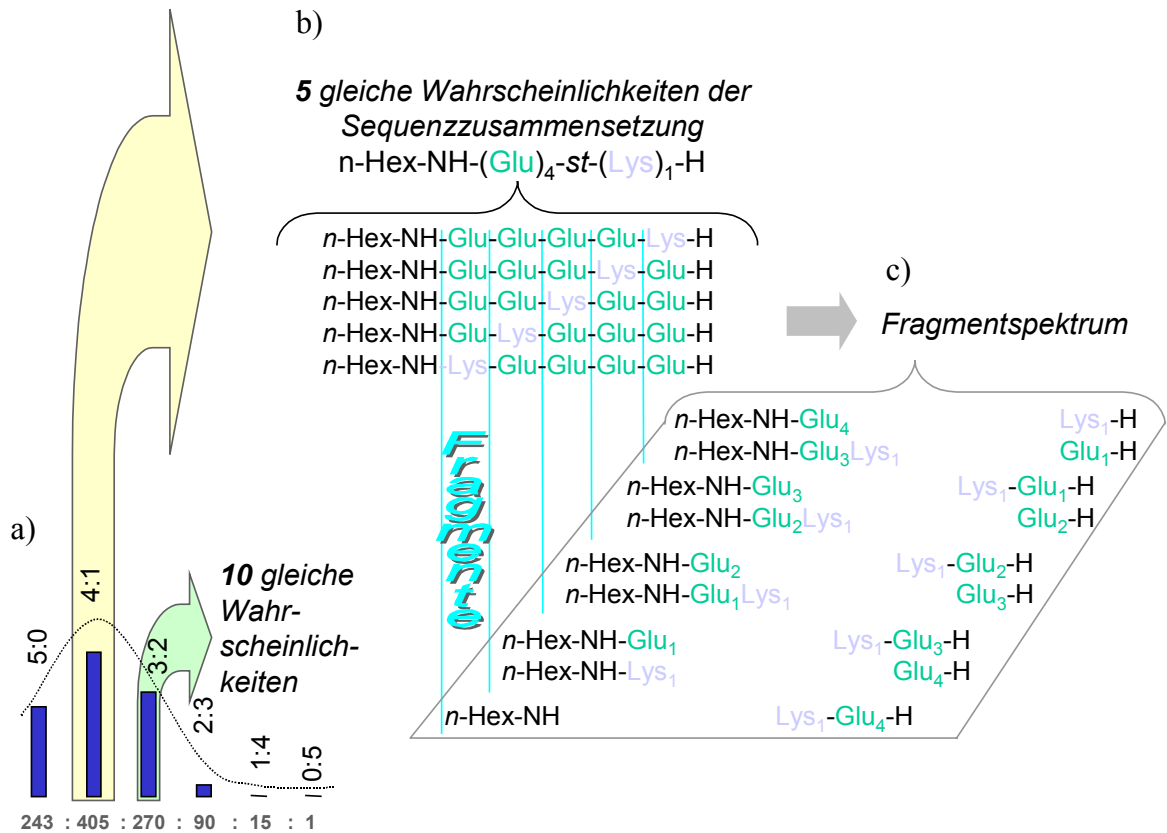 b)
5 gleiche Wahrscheinlichkeiten der
Sequenzzusammensetzung
n-Hex-NH-(Glu)4-st-(Lys)1-H
n-Hex-NH-Glu-Glu-Glu-Glu-Lys-H
n-Hex-NH-Glu-Glu-Glu-Lys-Glu-H
n-Hex-NH-Glu-Glu-Lys-Glu-Glu-H
n-Hex-NH-Glu-Lys-Glu-Glu-Glu-H
n-Hex-NH-Lys-Glu-Glu-Glu-Glu-H
Fragmente
c)
Fragmentspektrum
n-Hex-NH-Glu4 Lys1-H
n-Hex-NH-Glu3Lys1 Glu1-H
n-Hex-NH-Glu3 Lys1-Glu1-H
n-Hex-NH-Glu2Lys1 Glu2-H
n-Hex-NH-Glu2 Lys1-Glu2-H
n-Hex-NH-Glu1Lys1 Glu3-H
n-Hex-NH-Glu1 Lys1-Glu3-H
n-Hex-NH-Lys1 Glu4-H
n-Hex-NH Lys1-Glu4-H
a)
10 gleiche
Wahr-
scheinlich-
keiten
5:0
4:1
3:2
2:3
1:4
0:5
243 : 405 : 270 : 90 : 15 : 1